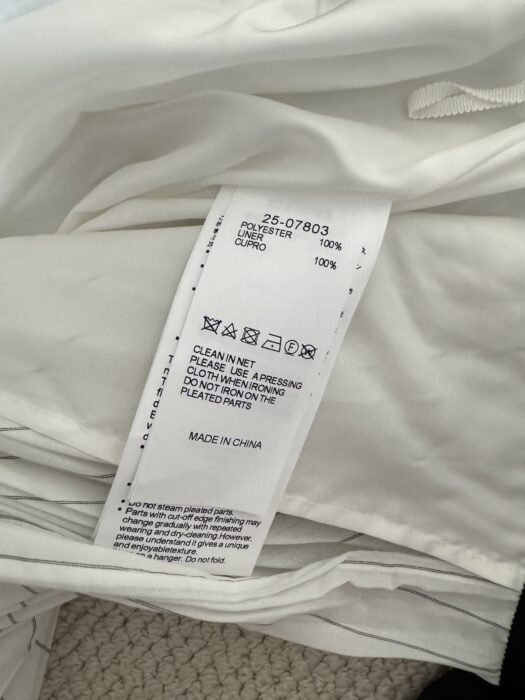 25-07803
POLYESTER 100%
LINER
CUPRO 100%
F
CLEAN IN NET
PLEASE USE A PRESSING
CLOTH WHEN IRONING
DO NOT IRON ON THE
PLEATED PARTS
MADE IN CHINA
• Do not steam pleated parts.
• Parts with cut-off edge finishing may
change gradually with repeated
wearing and dry-cleaning. However,
please understand it gives a unique
and enjoyabletexture.
a hanger. Do not fold.